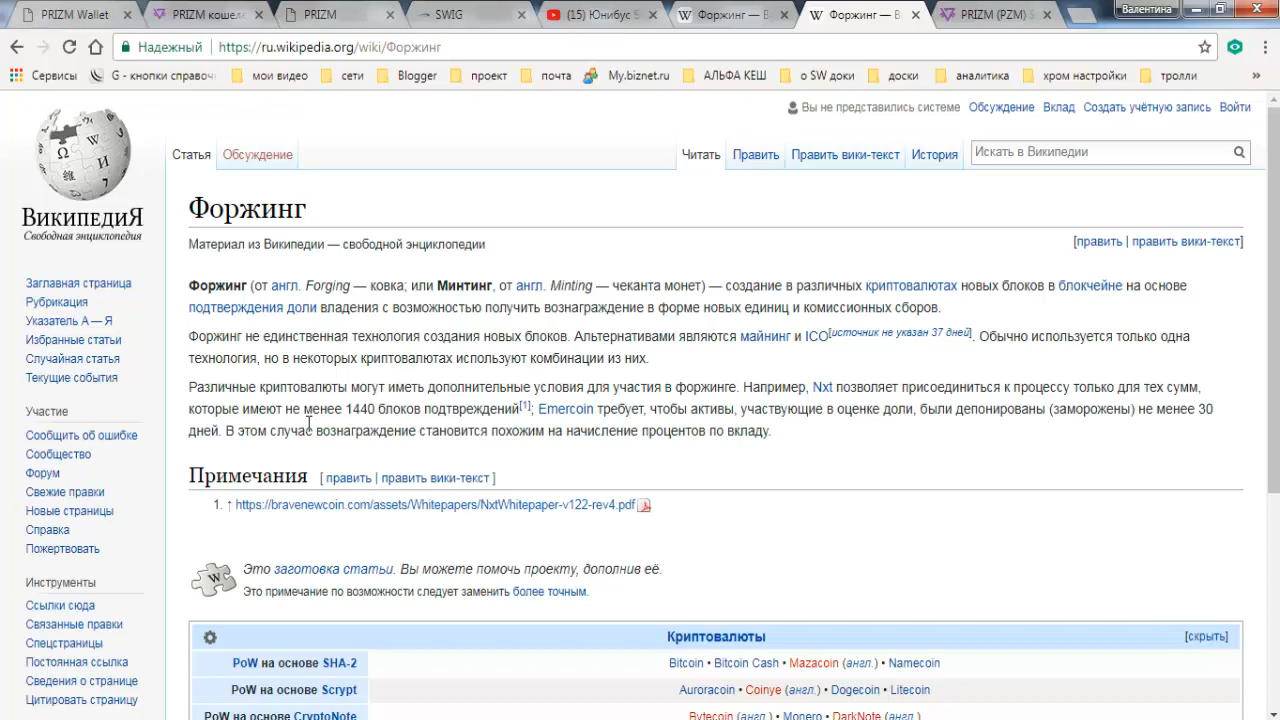 PRIZM Wallet
PRIZM кошеле
PRIZM
SWIG
(15) Юнибус S
Форжинг — В
Форжинг — В
PRIZM (PZM) S
Валентина
Надежный
https://ru.wikipedia.org/wiki/Форжинг
Сервисы
G - кнопки справоч
мои видео
сети
Blogger
проект
почта
My.biznet.ru
АЛЬФА КЕШ
о SW доки
доски
аналитика
хром настройки
тролли
»
Вы не представились системе Обсуждение Вклад Создать учётную запись Войти
Статья Обсуждение
Читать Править Править вики-текст История
Искать в Википедии
ВикипедиЯ
Свободная энциклопедия
Заглавная страница
Рубрикация
Указатель А — Я
Избранные статьи
Случайная статья
Текущие события
Участие
Сообщить об ошибке
Сообщество
Форум
Свежие правки
Новые страницы
Справка
Пожертвовать
Инструменты
Ссылки сюда
Связанные правки
Спецстраницы
Постоянная ссылка
Сведения о странице
Цитировать страницу
Форжинг
Материал из Википедии — свободной энциклопедии
[править | править вики-текст]
Форжинг (от англ. Forging — ковка; или Минтинг, от англ. Minting — чеканта монет) — создание в различных криптовалютах новых блоков в блокчейне на основе
подтверждения доли владения с возможностью получить вознаграждение в форме новых единиц и комиссионных сборов.
Форжинг не единственная технология создания новых блоков. Альтернативами являются майнинг и ICO[источник не указан 37 дней]. Обычно используется только одна
технология, но в некоторых криптовалютах используют комбинации из них.
Различные криптовалюты могут иметь дополнительные условия для участия в форжинге. Например, Nxt позволяет присоединиться к процессу только для тех сумм,
которые имеют не менее 1440 блоков подтверждений[1]; Emercoin требует, чтобы активы, участвующие в оценке доли, были депонированы (заморожены) не менее 30
дней. В этом случае вознаграждение становится похожим на начисление процентов по вкладу.
Примечания [ править | править вики-текст ]
1. ↑ https://bravenewcoin.com/assets/Whitepapers/NxtWhitepaper-v122-rev4.pdf
Это заготовка статьи. Вы можете помочь проекту, дополнив её.
Это примечание по возможности следует заменить более точным.
Криптовалюты
[скрыть]
PoW на основе SHA-2
Bitcoin • Bitcoin Cash • Mazacoin (англ.) • Namecoin
PoW на основе Scrypt
Auroracoin • Coinye (англ.) • Dogecoin • Litecoin
PoW на основе CryptoNote
Bytecoin (англ.) • Monero • DarkNote (англ.)